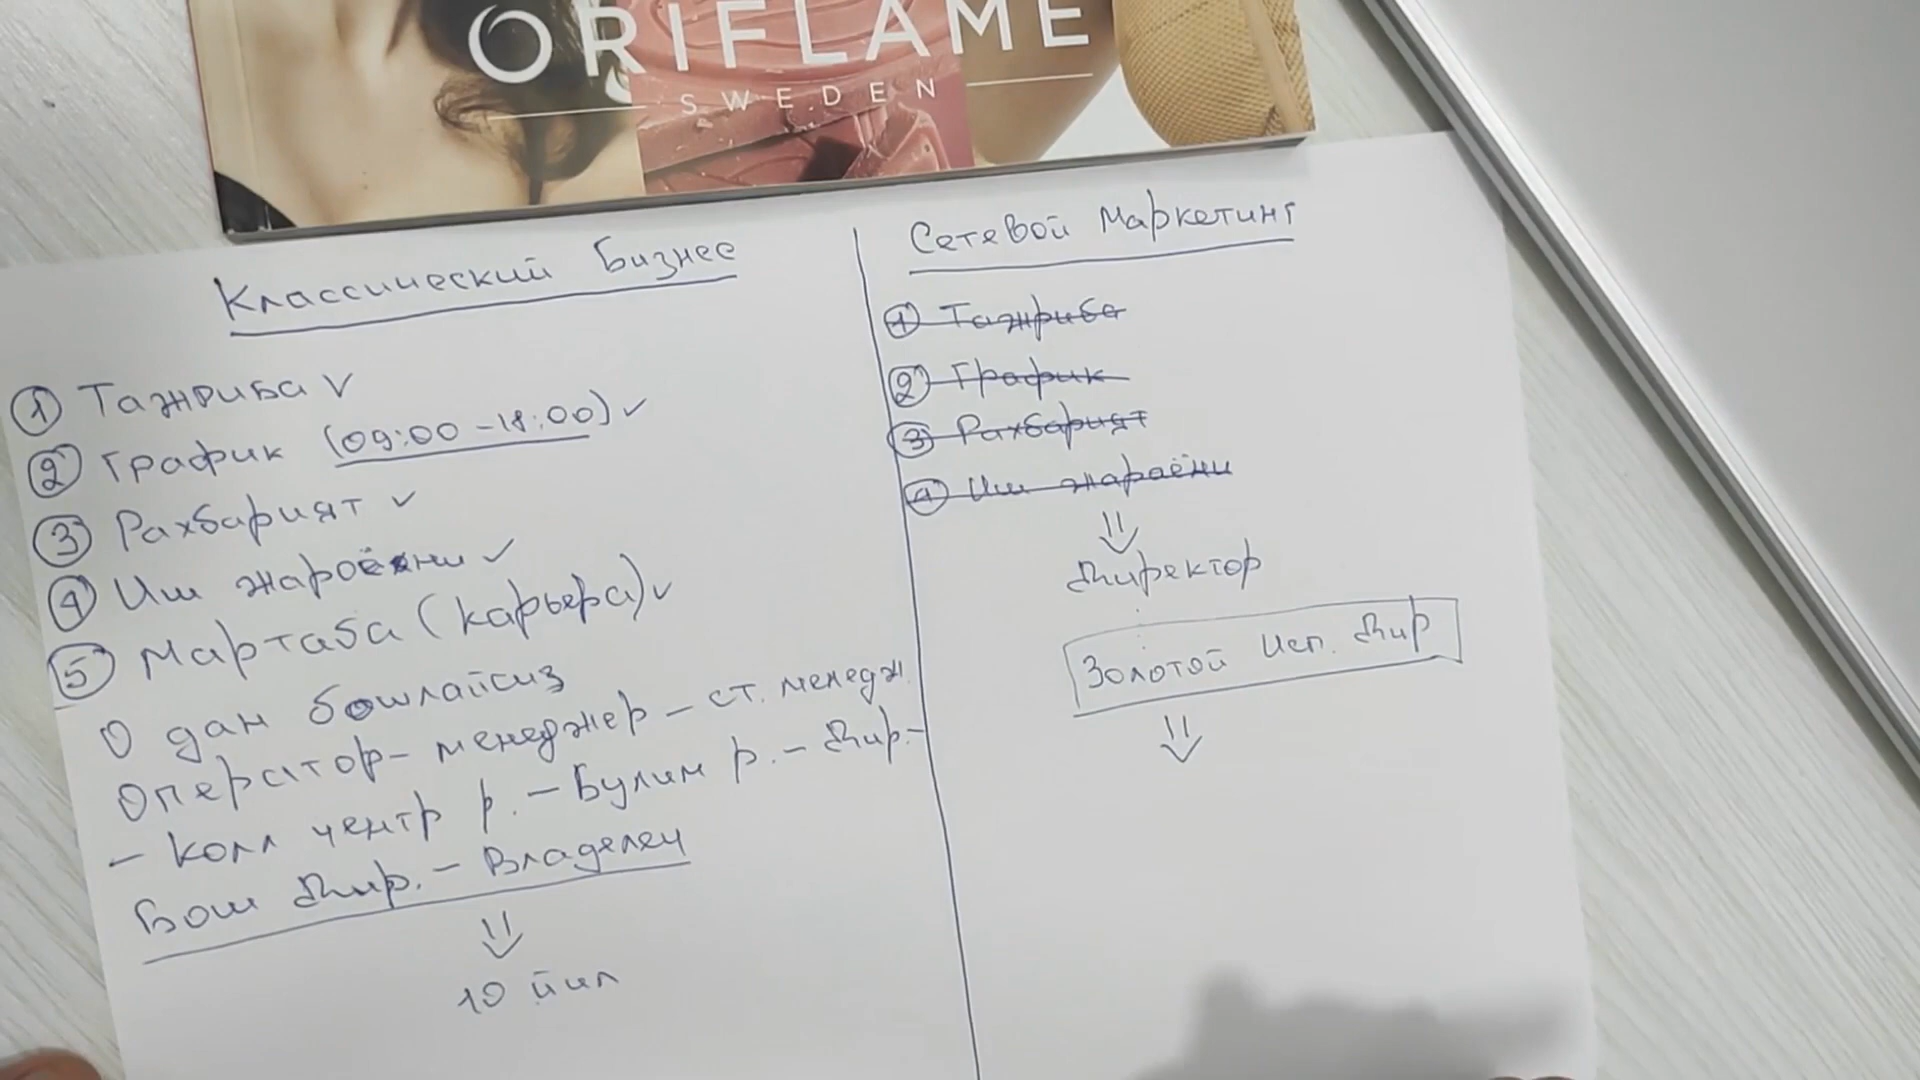 ORIFLAME
SWEDEN
Классический бизнес
① Тажриба V
② График (09:00 - 18:00) ✓
③ Рахбарият ✓
④ Иш жароёни ✓
⑤ Мартаба (карьера) ✓
О дан бошлайсиз
Оператор - менеджер - ст. менедж.
- колл центр р. - Булим р. - Дир. -
Бош Дир. - Владелец
10 йил
Сетевой Маркетинг
① Тажриба
② График
③ Рахбарият
④ Иш жараёни
Директор
Золотой Исп. Дир